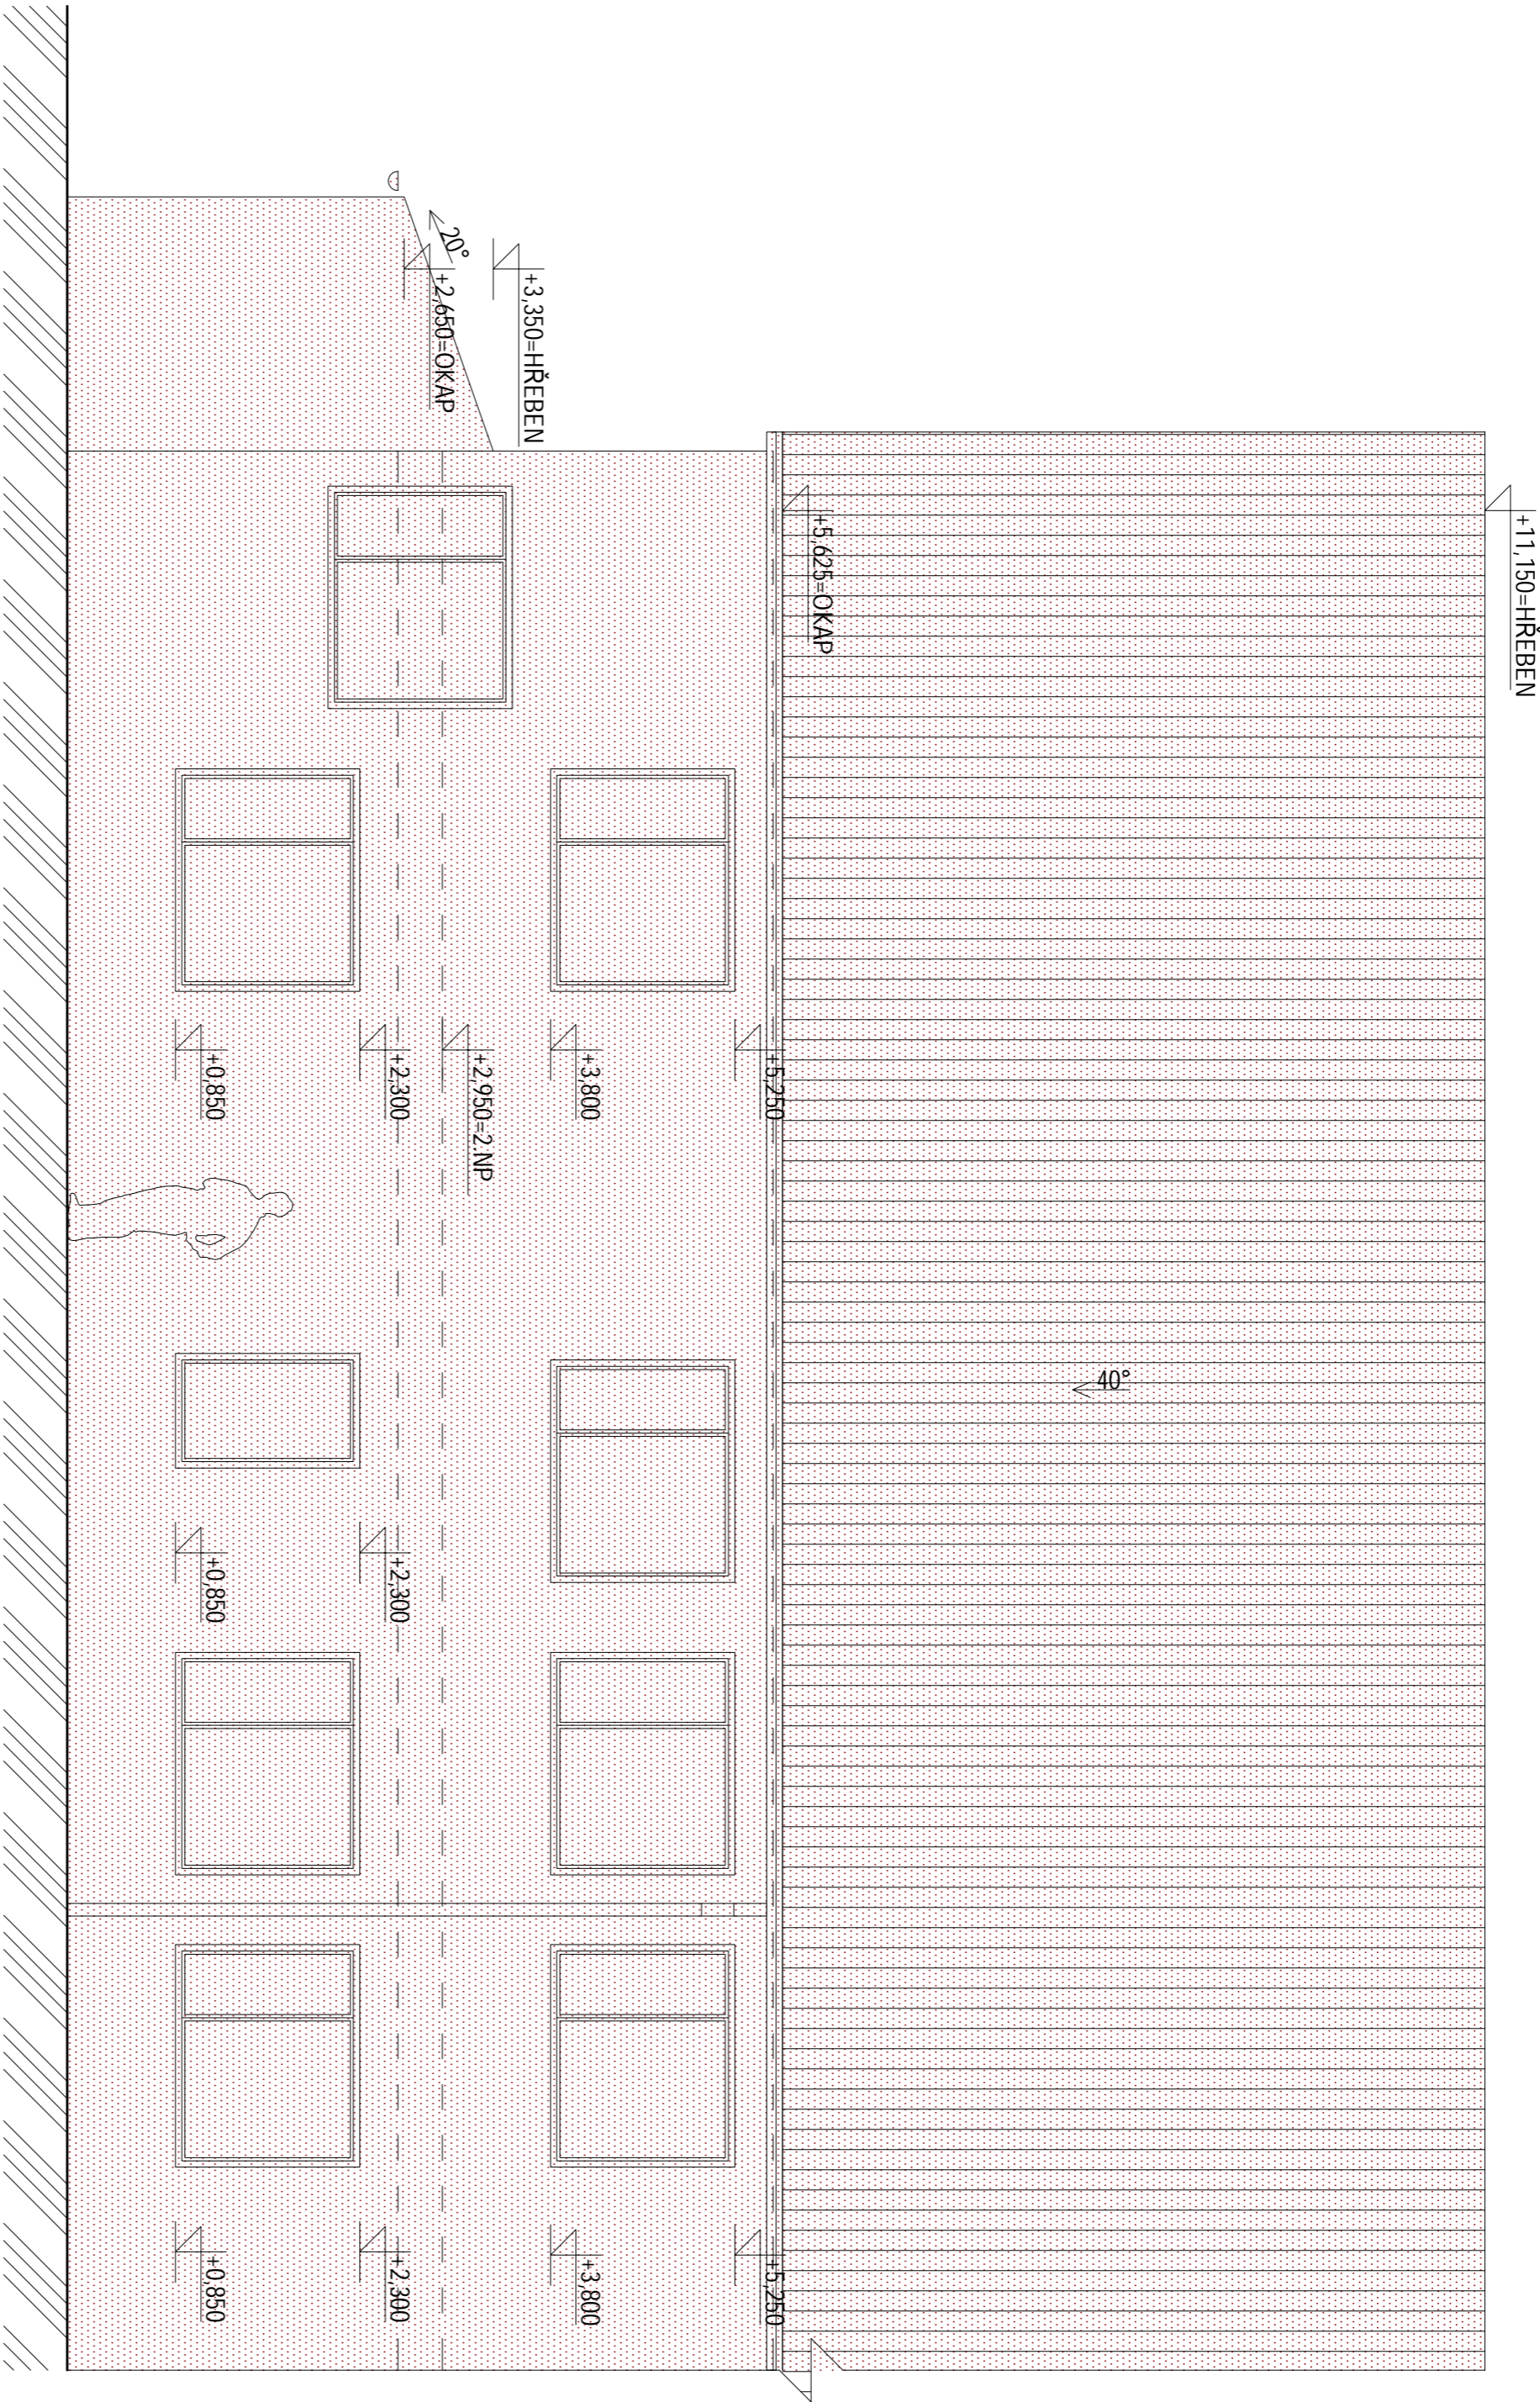 +11,150=HŘEBEN
+5,625=OKAP
+3,350=HŘEBEN
20°
+2,650=OKAP
40°
+5,250
+3,800
+2,950=2.NP
+2,300
+0,850
+2,300
+0,850
+5,250
+3,800
+2,300
+0,850